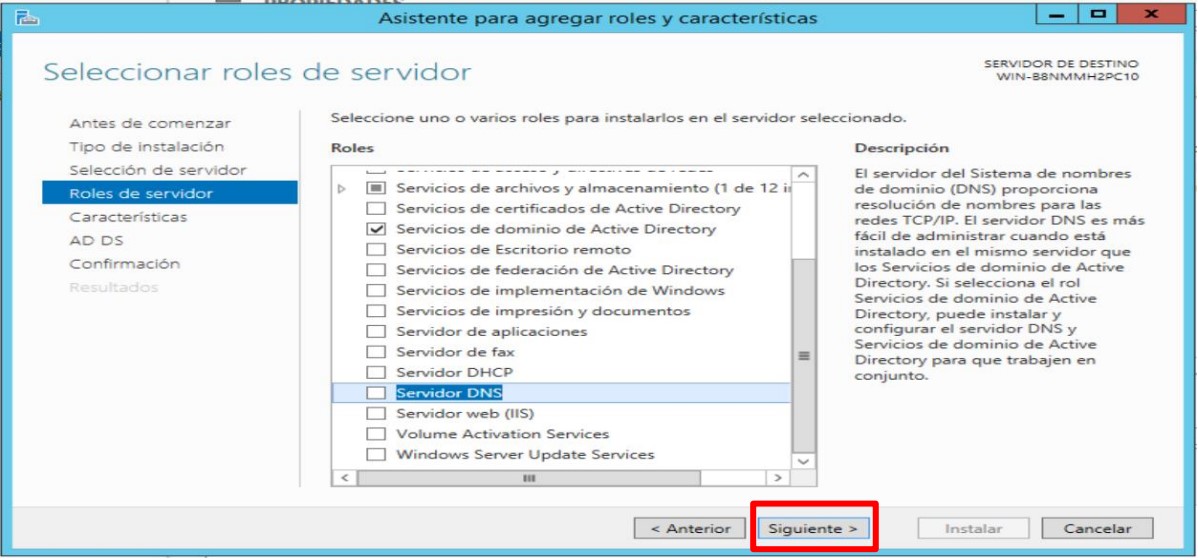 Asistente para agregar roles y características
Seleccionar roles de servidor
SERVIDOR DE DESTINO
WIN-B8NMMH2PC10
Antes de comenzar
Tipo de instalación
Selección de servidor
Roles de servidor
Características
AD DS
Confirmación
Resultados
Seleccione uno o varios roles para instalarlos en el servidor seleccionado.
Roles
Servicios de archivos y almacenamiento (1 de 12 i
Servicios de certificados de Active Directory
Servicios de dominio de Active Directory
Servicios de Escritorio remoto
Servicios de federación de Active Directory
Servicios de implementación de Windows
Servicios de impresión y documentos
Servidor de aplicaciones
Servidor de fax
Servidor DHCP
Servidor DNS
Servidor web (IIS)
Volume Activation Services
Windows Server Update Services
Descripción
El servidor del Sistema de nombres
de dominio (DNS) proporciona
resolución de nombres para las
redes TCP/IP. El servidor DNS es más
fácil de administrar cuando está
instalado en el mismo servidor que
los Servicios de dominio de Active
Directory. Si selecciona el rol
Servicios de dominio de Active
Directory, puede instalar y
configurar el servidor DNS y
Servicios de dominio de Active
Directory para que trabajen en
conjunto.
< Anterior
Siguiente >
Instalar
Cancelar